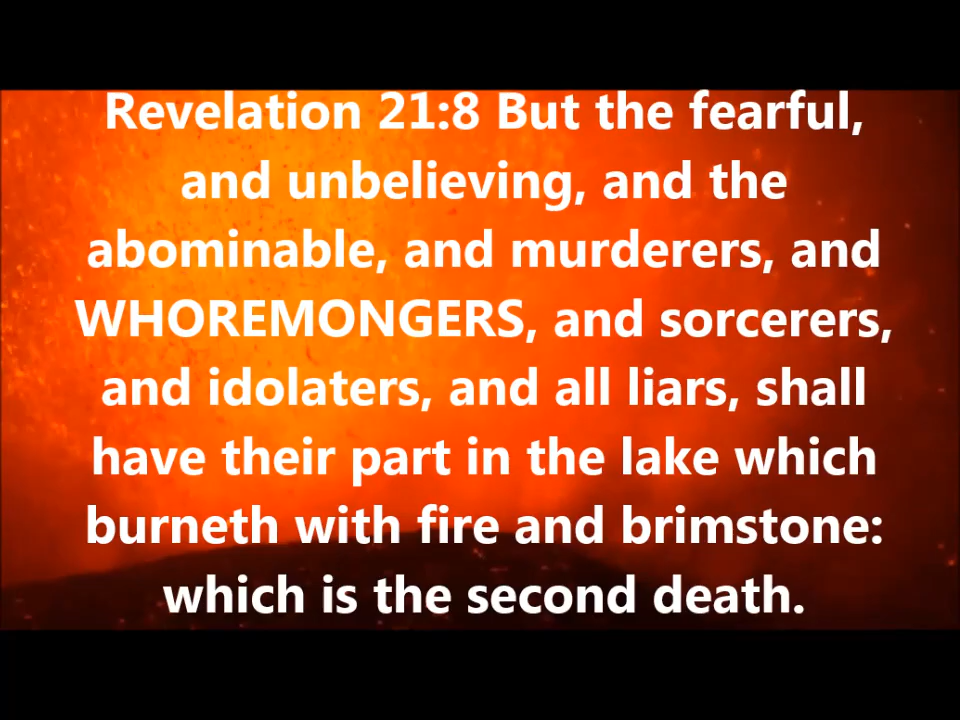 Revelation 21:8 But the fearful,
and unbelieving, and the
abominable, and murderers, and
WHOREMONGERS, and sorcerers,
and idolaters, and all liars, shall
have their part in the lake which
burneth with fire and brimstone:
which is the second death.